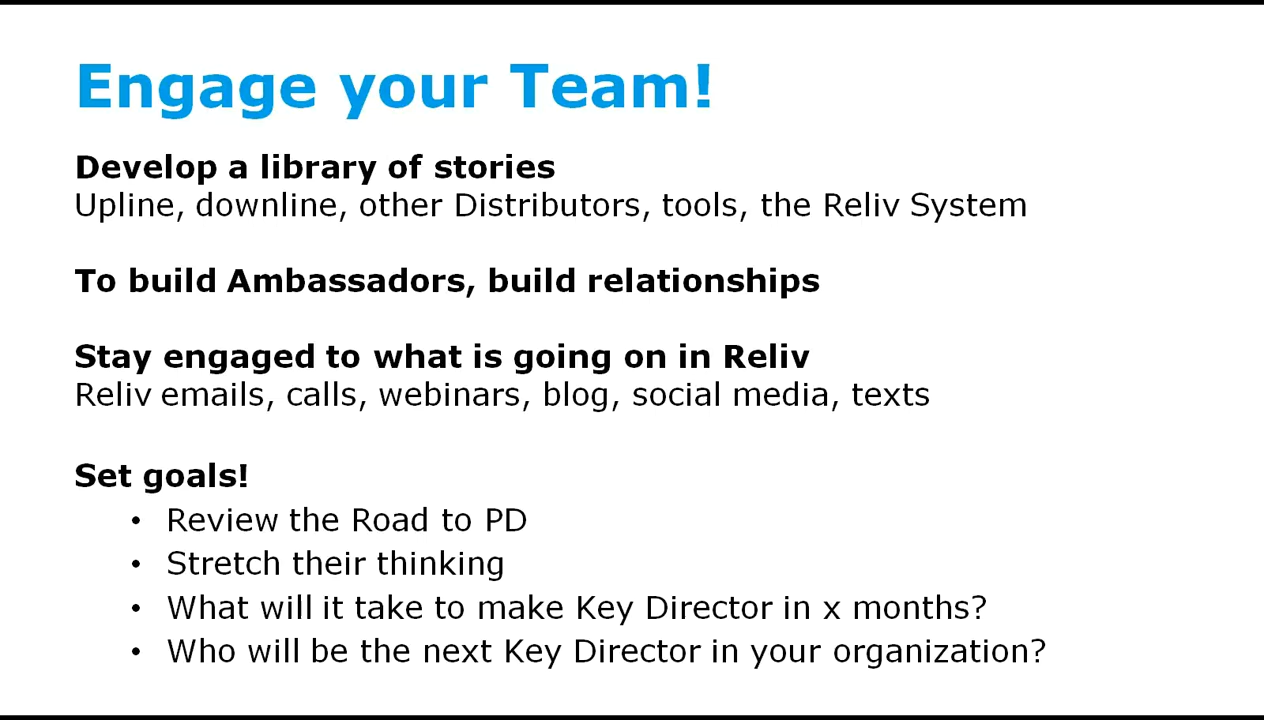 Engage your Team!
Develop a library of stories
Upline, downline, other Distributors, tools, the Reliv System
To build Ambassadors, build relationships
Stay engaged to what is going on in Reliv
Reliv emails, calls, webinars, blog, social media, texts
Set goals!
• Review the Road to PD
• Stretch their thinking
• What will it take to make Key Director in x months?
• Who will be the next Key Director in your organization?